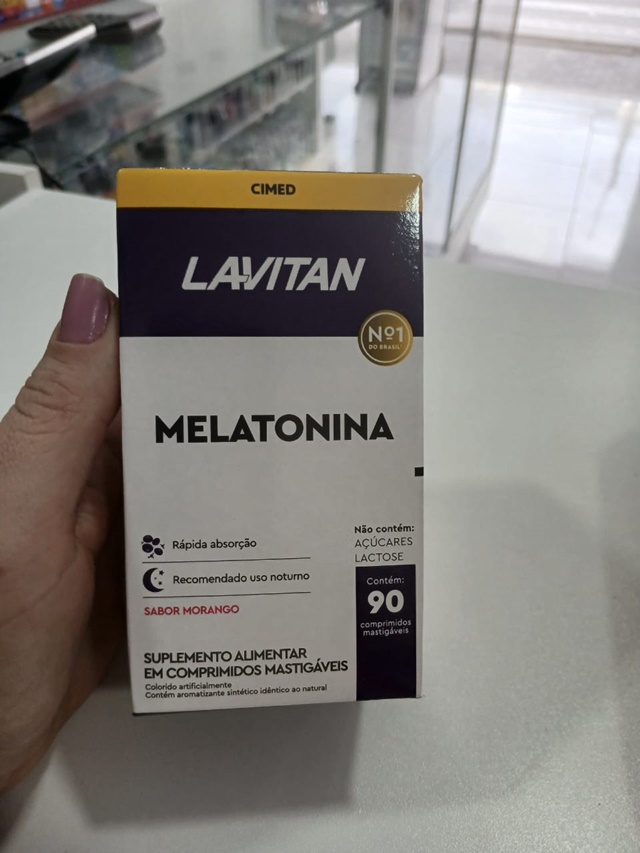 CIMED
LAVITAN
Nº1
DO BRASIL
MELATONINA
Rápida absorção
Recomendado uso noturno
SABOR MORANGO
Não contém:
AÇÚCARES
LACTOSE
Contém:
90
comprimidos
mastigáveis
SUPLEMENTO ALIMENTAR
EM COMPRIMIDOS MASTIGÁVEIS
Colorido artificialmente
Contém aromatizante sintético idêntico ao natural